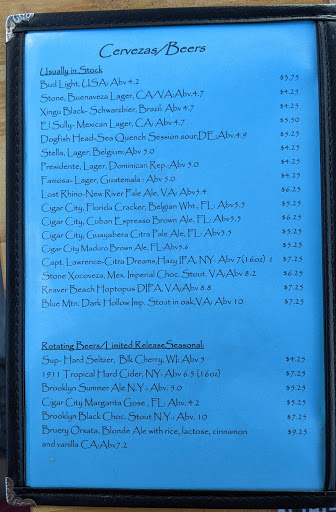 Cervezas/Beers
Usually in Stock
Bud Light, USA: Abv 4.2 $3.75
Stone, Buenaveza Lager, CA/VA: Abv.4.7 $4.25
Xingu Black- Schwarzbier, Brazil: Abv 4.7 $4.25
El Sully- Mexican Lager, CA: Abv 4.7 $5.50
Dogfish Head:Sea Quench Session sour,DE,Abv:4.9 $5.25
Stella, Lager, Belgium:Abv 5.0 $4.25
Presidente, Lager, Dominican Rep.:Abv 5.0 $4.25
Famosa- Lager, Guatemala : Abv 5.0 $4.25
Lost Rhino-New River Pale Ale, VA: Abv5.4 $6.25
Cigar City, Florida Cracker, Belgian Wht., FL; Abv:5.5 $5.25
Cigar City, Cuban Espresso Brown Ale, FL: Abv5.5 $6.25
Cigar City, Guayabera Citra Pale Ale, FL: Abv5.5 $5.25
Cigar City Maduro Brown Ale, FL:Abv5.6 $5.25
Capt. Lawrence-Citra Dreams,Hazy IPA, NY: Abv 7(16oz) c $7.25
Stone Xocoveza, Mex. Imperial Choc. Stout, VA;Abv 8.2 $6.25
Reaver Beach Hoptopus DIPA, VA;Abv 8.8 $7.25
Blue Mtn. Dark Hollow Imp. Stout in oak,VA; Abv 10 $7.25
Rotating Beers/Limited Release/Seasonal:
Sup- Hard Seltzer, Blk Cherry, WI: Abv 5 $4.25
1911 Tropical Hard Cider, NY: Abv 6.5 (16oz) $7.25
Brooklyn Summer Ale N.Y.: Abv. 5.0 $5.25
Cigar City Margarita Gose , FL: Abv. 4.2 $5.25
Brooklyn Black Choc. Stout N.Y.: Abv. 10 $7.25
Bruery Orxata, Blonde Ale with rice, lactose, cinnamon $9.25
and vanilla CA;Abv7.2